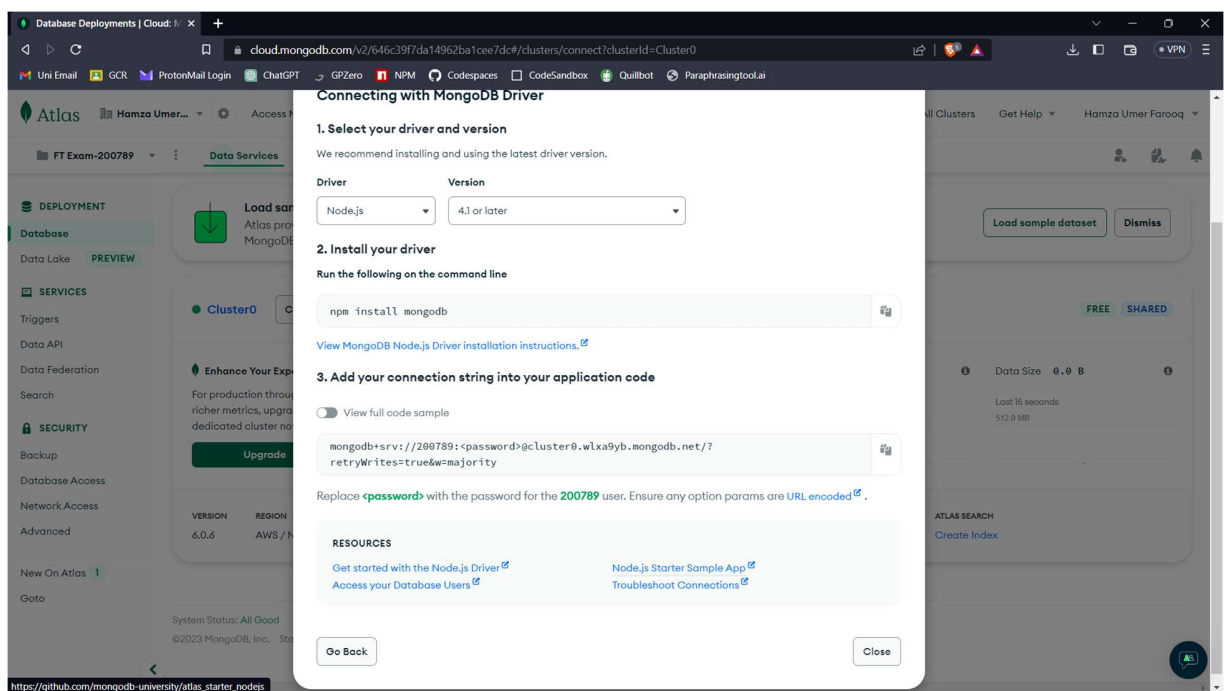 Database Deployments | Cloud: M
cloud.mongodb.com/v2/646c39f7da14962ba1cee7dc#/clusters/connect?clusterId=Cluster0
VPN
Uni Email GCR ProtonMail Login ChatGPT GPZero NPM Codespaces CodeSandbox Quillbot Paraphrasingtool.ai
Connecting with MongoDB Driver
Atlas Hamza Umer... Access All Clusters Get Help Hamza Umer Farooq
1. Select your driver and version
FT Exam-200789 Data Services
We recommend installing and using the latest driver version.
Driver Version
Node.js 4.1 or later
DEPLOYMENT
Database
Data Lake PREVIEW
SERVICES
Triggers
Data API
Data Federation
Search
SECURITY
Backup
Database Access
Network Access
Advanced
New On Atlas 1
Goto
Load
Atlas
MongoDB
Load sample dataset Dismiss
2. Install your driver
Run the following on the command line
Cluster0
FREE SHARED
npm install mongodb
View MongoDB Node.js Driver installation instructions.
Enhance Your
For production
richer metrics,
dedicated cluster
Upgrade
Data Size 0.0 B
Last 15 seconds
512.0 MB
3. Add your connection string into your application code
View full code sample
mongodb+srv://200789:<password>@cluster0.wlxa9yb.mongodb.net/?
retryWrites=true&w=majority
Replace <password> with the password for the 200789 user. Ensure any option params are URL encoded .
VERSION REGION
6.0.6 AWS /
ATLAS SEARCH
Create Index
RESOURCES
Get started with the Node.js Driver Node.js Starter Sample App
Access your Database Users Troubleshoot Connections
System Status: All Good
©2023 MongoDB, Inc.
Go Back Close
https://github.com/mongodb-university/atlas_starter_nodejs